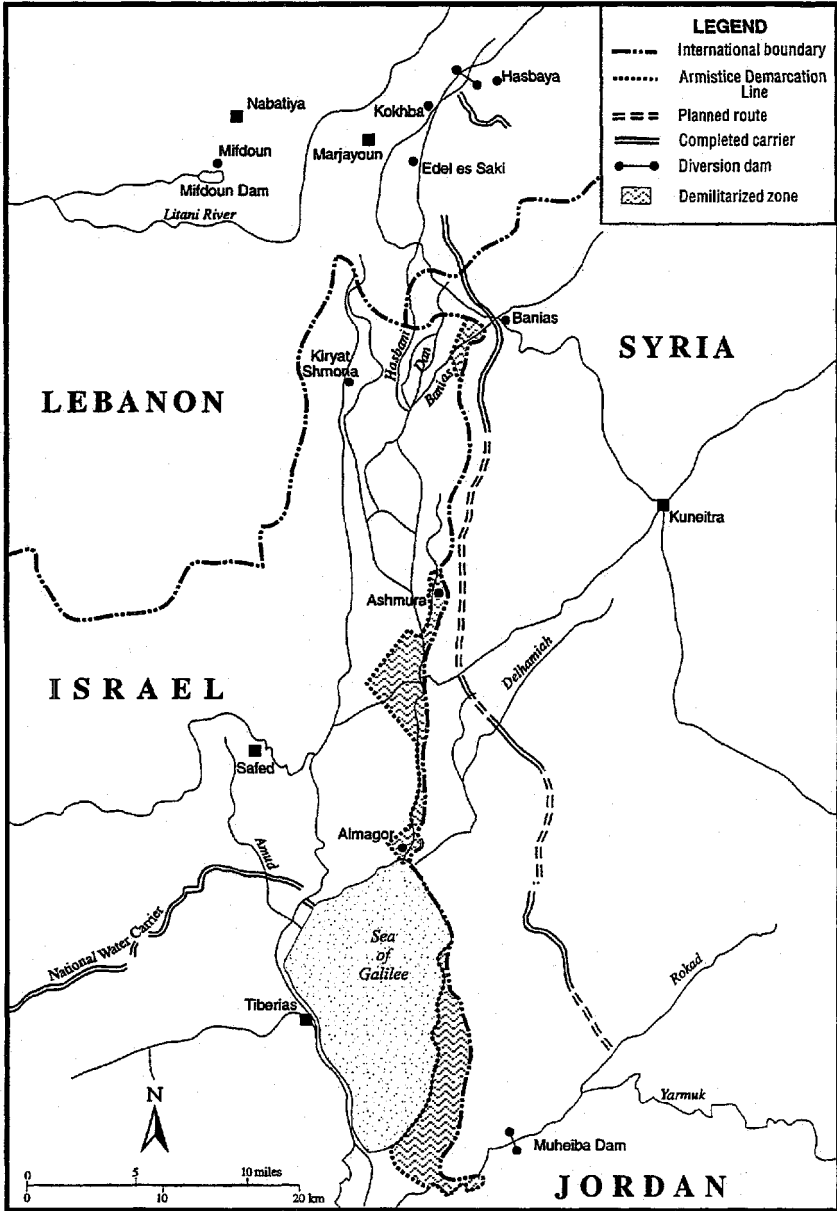 LEGEND
International boundary
Armistice Demarcation
Line
Planned route
Completed carrier
Diversion dam
Demilitarized zone
Hasbaya
Nabatiya
Kokhba
Marjayoun
Mifdoun
Edel es Saki
Mifdoun Dam
Litani River
Banias
SYRIA
Hasbani
Dan
Banias
Kiryat
Shmona
LEBANON
Kuneitra
Ashmura
Delhamiah
ISRAEL
Safed
Almagor
Amud
National Water Carrier
Sea
of
Galilee
Rokad
Tiberias
Yarmuk
N
Muheiba Dam
0 5 10 miles
0 10 20 km
JORDAN